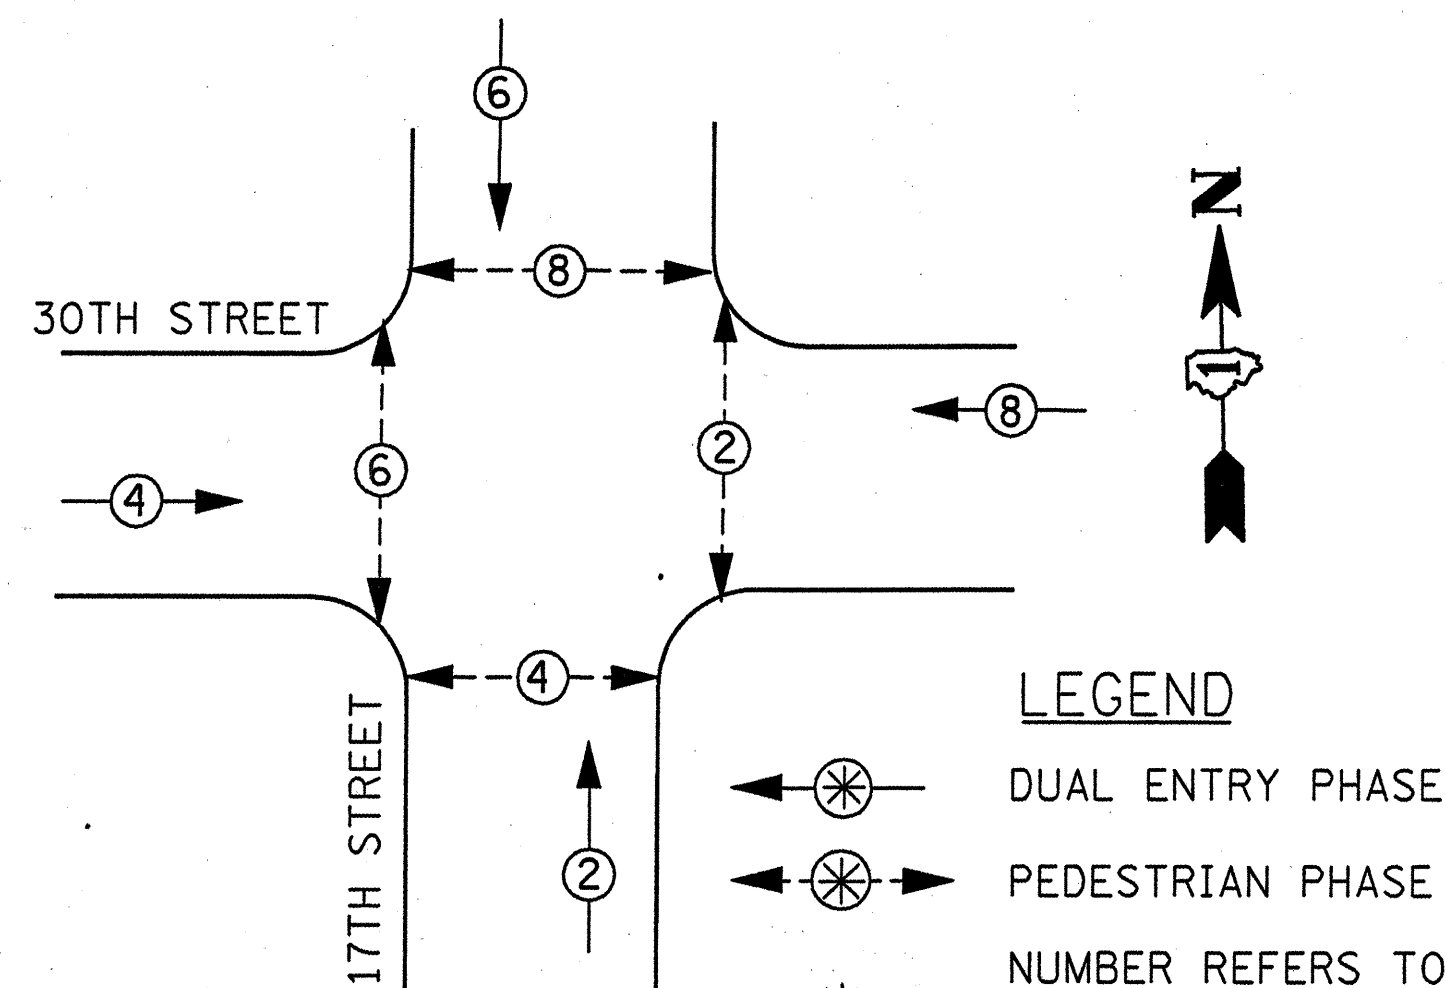 6
N
8
30TH STREET
1
8
2
6
4
4
LEGEND
DUAL ENTRY PHASE
2
PEDESTRIAN PHASE
17TH STREET
NUMBER REFERS TO